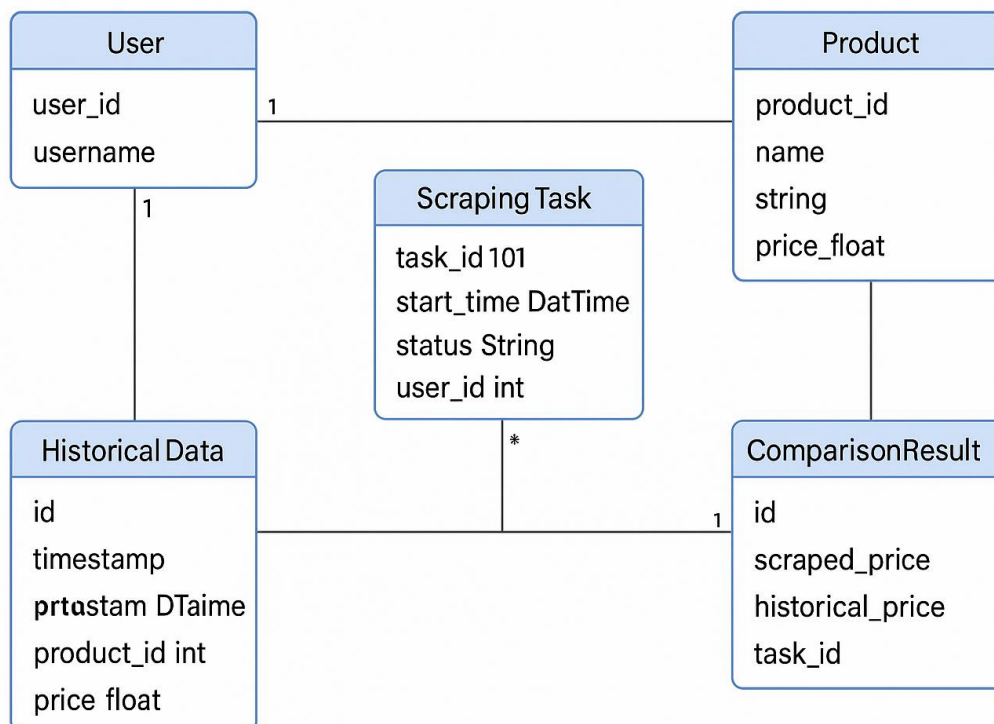 User
user_id
username
1
1
Product
product_id
name
string
price_float
Scraping Task
task_id 101
start_time DatTime
status String
user_id int
*
Historical Data
id
timestamp
prtastam DTaime
product_id int
price float
1
ComparisonResult
id
scraped_price
historical_price
task_id